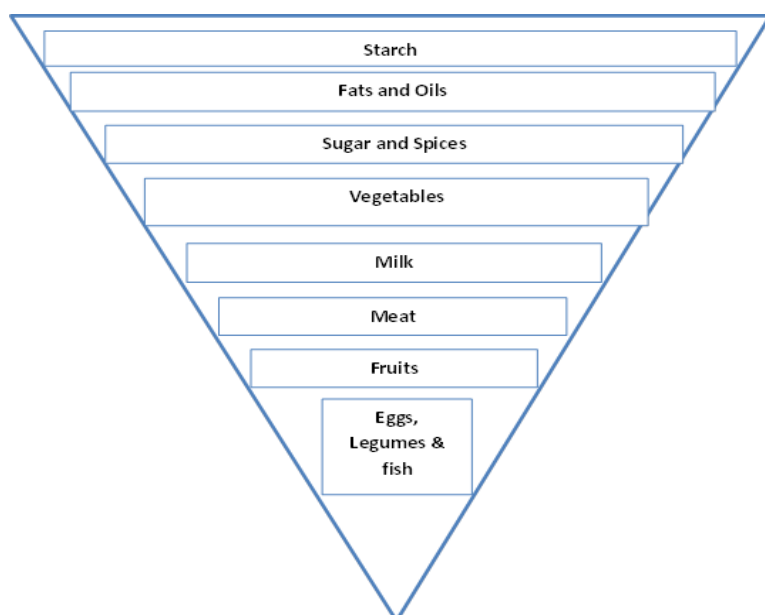 Starch
Fats and Oils
Sugar and Spices
Vegetables
Milk
Meat
Fruits
Eggs,
Legumes &
fish